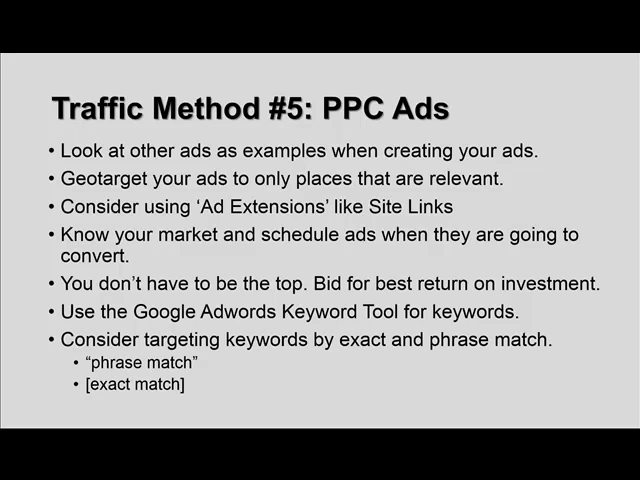 Traffic Method #5: PPC Ads
• Look at other ads as examples when creating your ads.
• Geotarget your ads to only places that are relevant.
• Consider using ‘Ad Extensions’ like Site Links
• Know your market and schedule ads when they are going to
convert.
• You don’t have to be the top. Bid for best return on investment.
• Use the Google Adwords Keyword Tool for keywords.
• Consider targeting keywords by exact and phrase match.
• “phrase match”
• [exact match]